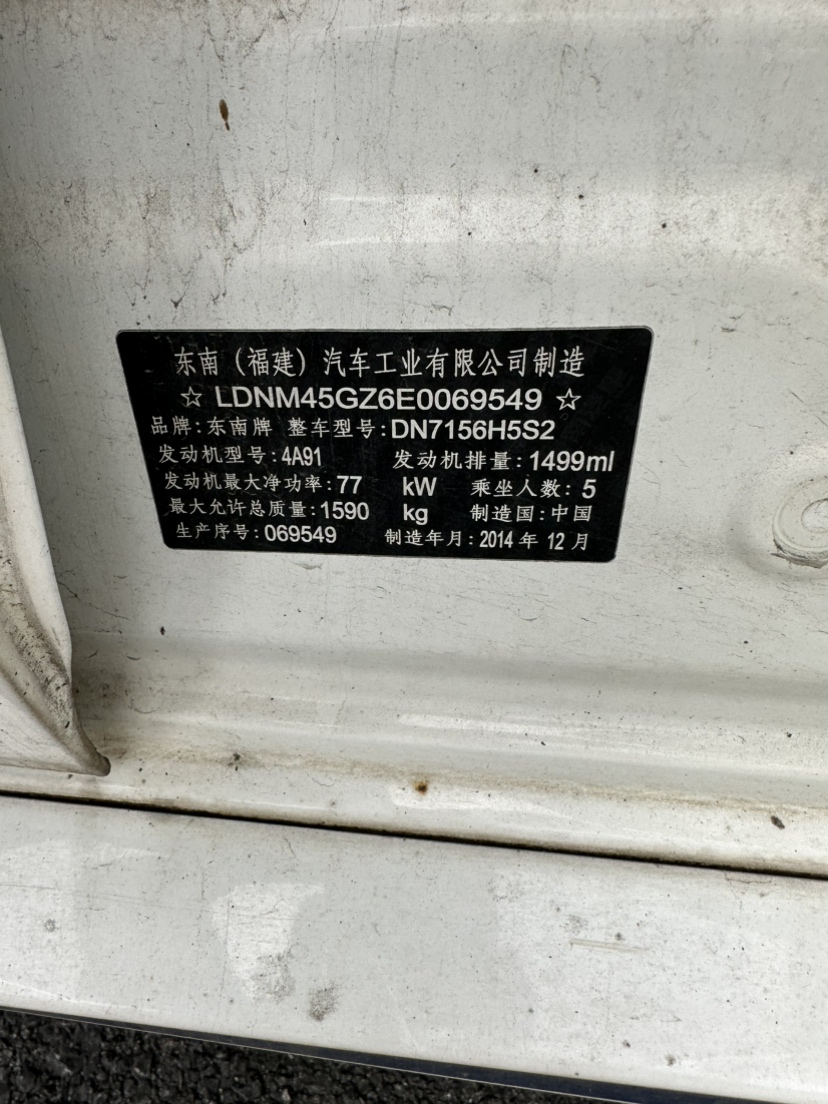 东南（福建）汽车工业有限公司制造
☆ LDNM45GZ6E0069549 ☆
品牌:东南牌 整车型号:DN7156H5S2
发动机型号:4A91 发动机排量:1499ml
发动机最大净功率:77 kW 乘坐人数:5
最大允许总质量:1590 kg 制造国:中国
生产序号:069549 制造年月:2014 年 12 月